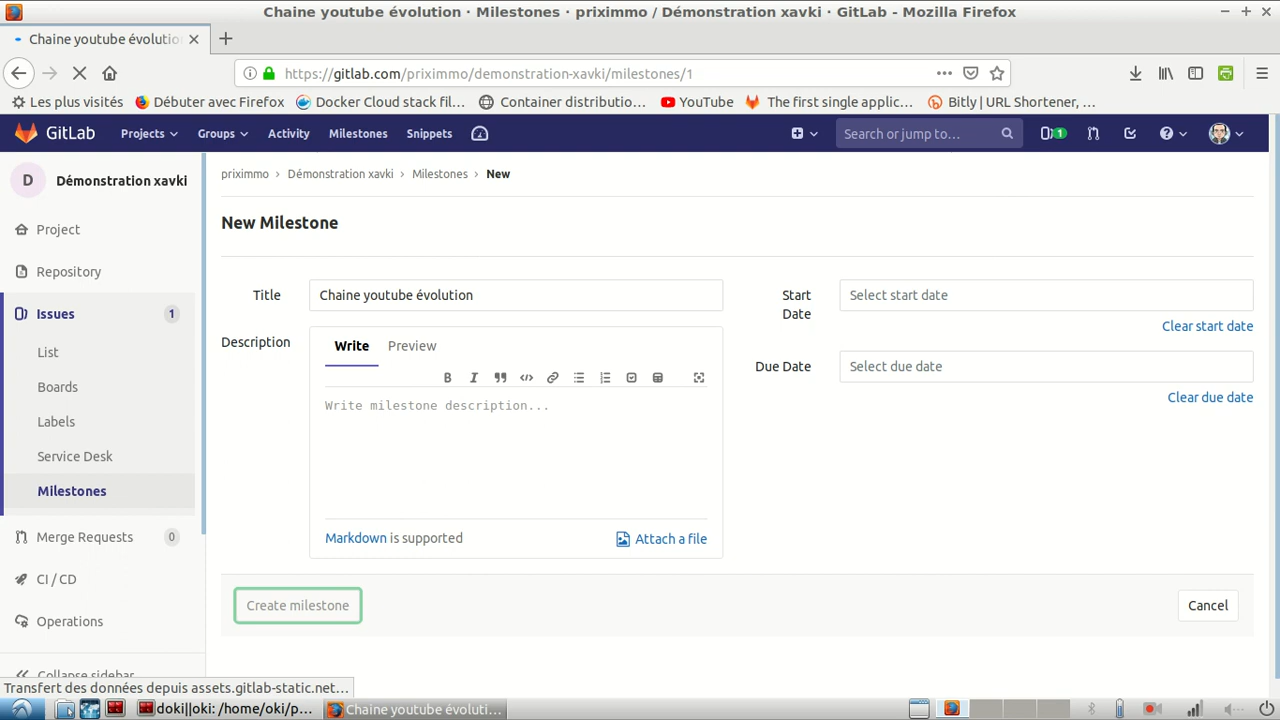 Chaine youtube évolution · Milestones · priximmo / Démonstration xavki · GitLab - Mozilla Firefox
Chaine youtube évolutio
https://gitlab.com/priximmo/demonstration-xavki/milestones/1
Les plus visités Débuter avec Firefox Docker Cloud stack fil... Container distributio... YouTube The first single applic... Bitly | URL Shortener, ...
GitLab Projects Groups Activity Milestones Snippets Search or jump to... 1
D Démonstration xavki
priximmo › Démonstration xavki › Milestones › New
Project
Repository
Issues 1
List
Boards
Labels
Service Desk
Milestones
Merge Requests 0
CI / CD
Operations
Collapse sidebar
New Milestone
Title Chaine youtube évolution
Description Write Preview
Write milestone description...
Markdown is supported Attach a file
Start Date Select start date
Clear start date
Due Date Select due date
Clear due date
Create milestone Cancel
Transfert des données depuis assets.gitlab-static.net...
doki||oki: /home/oki/p... Chaine youtube évoluti...